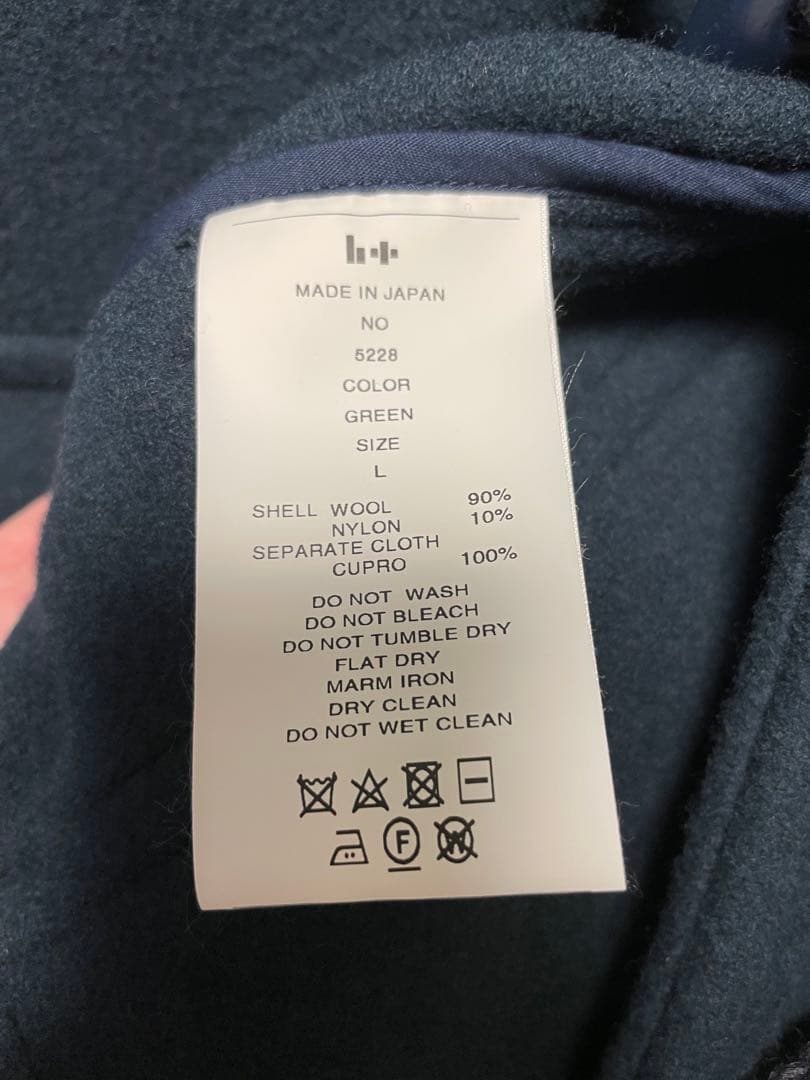 MADE IN JAPAN
NO
5228
COLOR
GREEN
SIZE
L
SHELL WOOL 90%
NYLON 10%
SEPARATE CLOTH
CUPRO 100%
DO NOT WASH
DO NOT BLEACH
DO NOT TUMBLE DRY
FLAT DRY
MARM IRON
DRY CLEAN
DO NOT WET CLEAN
F W